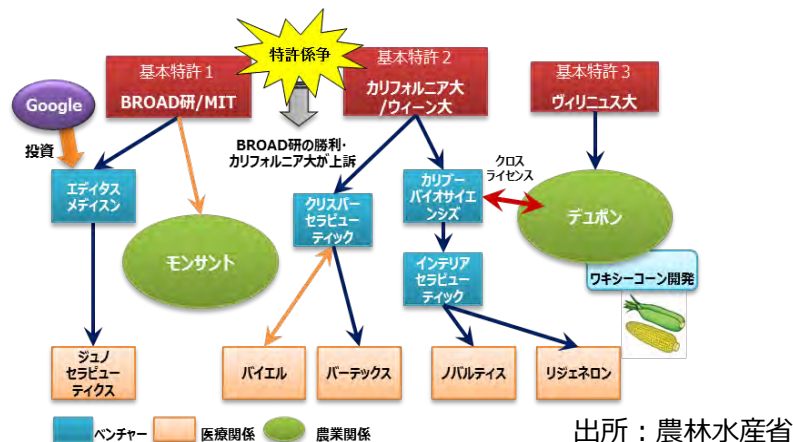 特許係争
基本特許１
BROAD研/MIT
基本特許２
カリフォルニア大
/ウィーン大
基本特許３
ヴィリニュス大
Google
投資
BROAD研の勝利・
カリフォルニア大が上訴
クロス
ライセンス
エディタス
メディスン
クリスパー
セラピュー
ティック
カリブー
バイオサイエ
ンシズ
デュポン
モンサント
インテリア
セラピュー
ティック
ワキシーコーン開発
ジュノ
セラピュー
ティクス
バイエル
バーテックス
ノバルティス
リジェネロン
ベンチャー
医療関係
農業関係
出所：農林水産省